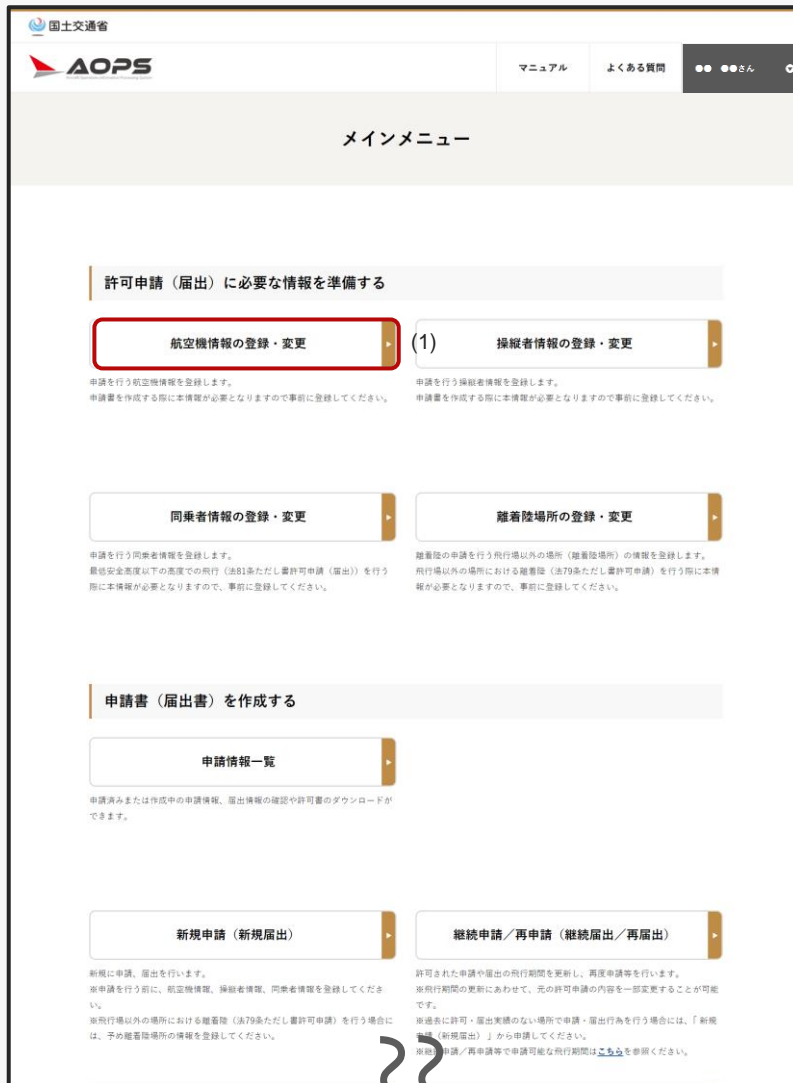 国土交通省
AOPS
マニュアル
よくある質問
●● ●●さん
メインメニュー
許可申請（届出）に必要な情報を準備する
航空機情報の登録・変更
(1)
操縦者情報の登録・変更
申請を行う航空機情報を登録します。
申請書を作成する際に本情報が必要となりますので事前に登録してください。
申請を行う操縦者情報を登録します。
申請書を作成する際に本情報が必要となりますので事前に登録してください。
同乗者情報の登録・変更
離着陸場所の登録・変更
申請を行う同乗者情報を登録します。
最低安全高度以下の高度での飛行（法81条ただし書許可申請（届出））を行う
際に本情報が必要となりますので、事前に登録してください。
離着陸の申請を行う飛行場以外の場所（離着陸場所）の情報を登録します。
飛行場以外の場所における離着陸（法79条ただし書許可申請）を行う際に本情
報が必要となりますので、事前に登録してください。
申請書（届出書）を作成する
申請情報一覧
申請済みまたは作成中の申請情報、届出情報の確認や許可書のダウンロードが
できます。
新規申請（新規届出）
継続申請／再申請（継続届出／再届出）
新規に申請、届出を行います。
※申請を行う前に、航空機情報、操縦者情報、同乗者情報を登録してくださ
い。
※飛行場以外の場所における離着陸（法79条ただし書許可申請）を行う場合に
は、予め離着陸場所の情報を登録してください。
許可された申請や届出の飛行期間を更新し、再度申請等を行います。
※飛行期間の更新にあわせて、元の許可申請の内容を一部変更することが可能
です。
※過去に許可・届出実績のない場所で申請・届出行為を行う場合には、「新規
申請（新規届出）」から申請してください。
※継続申請／再申請等で申請可能な飛行期間はこちらを参照ください。